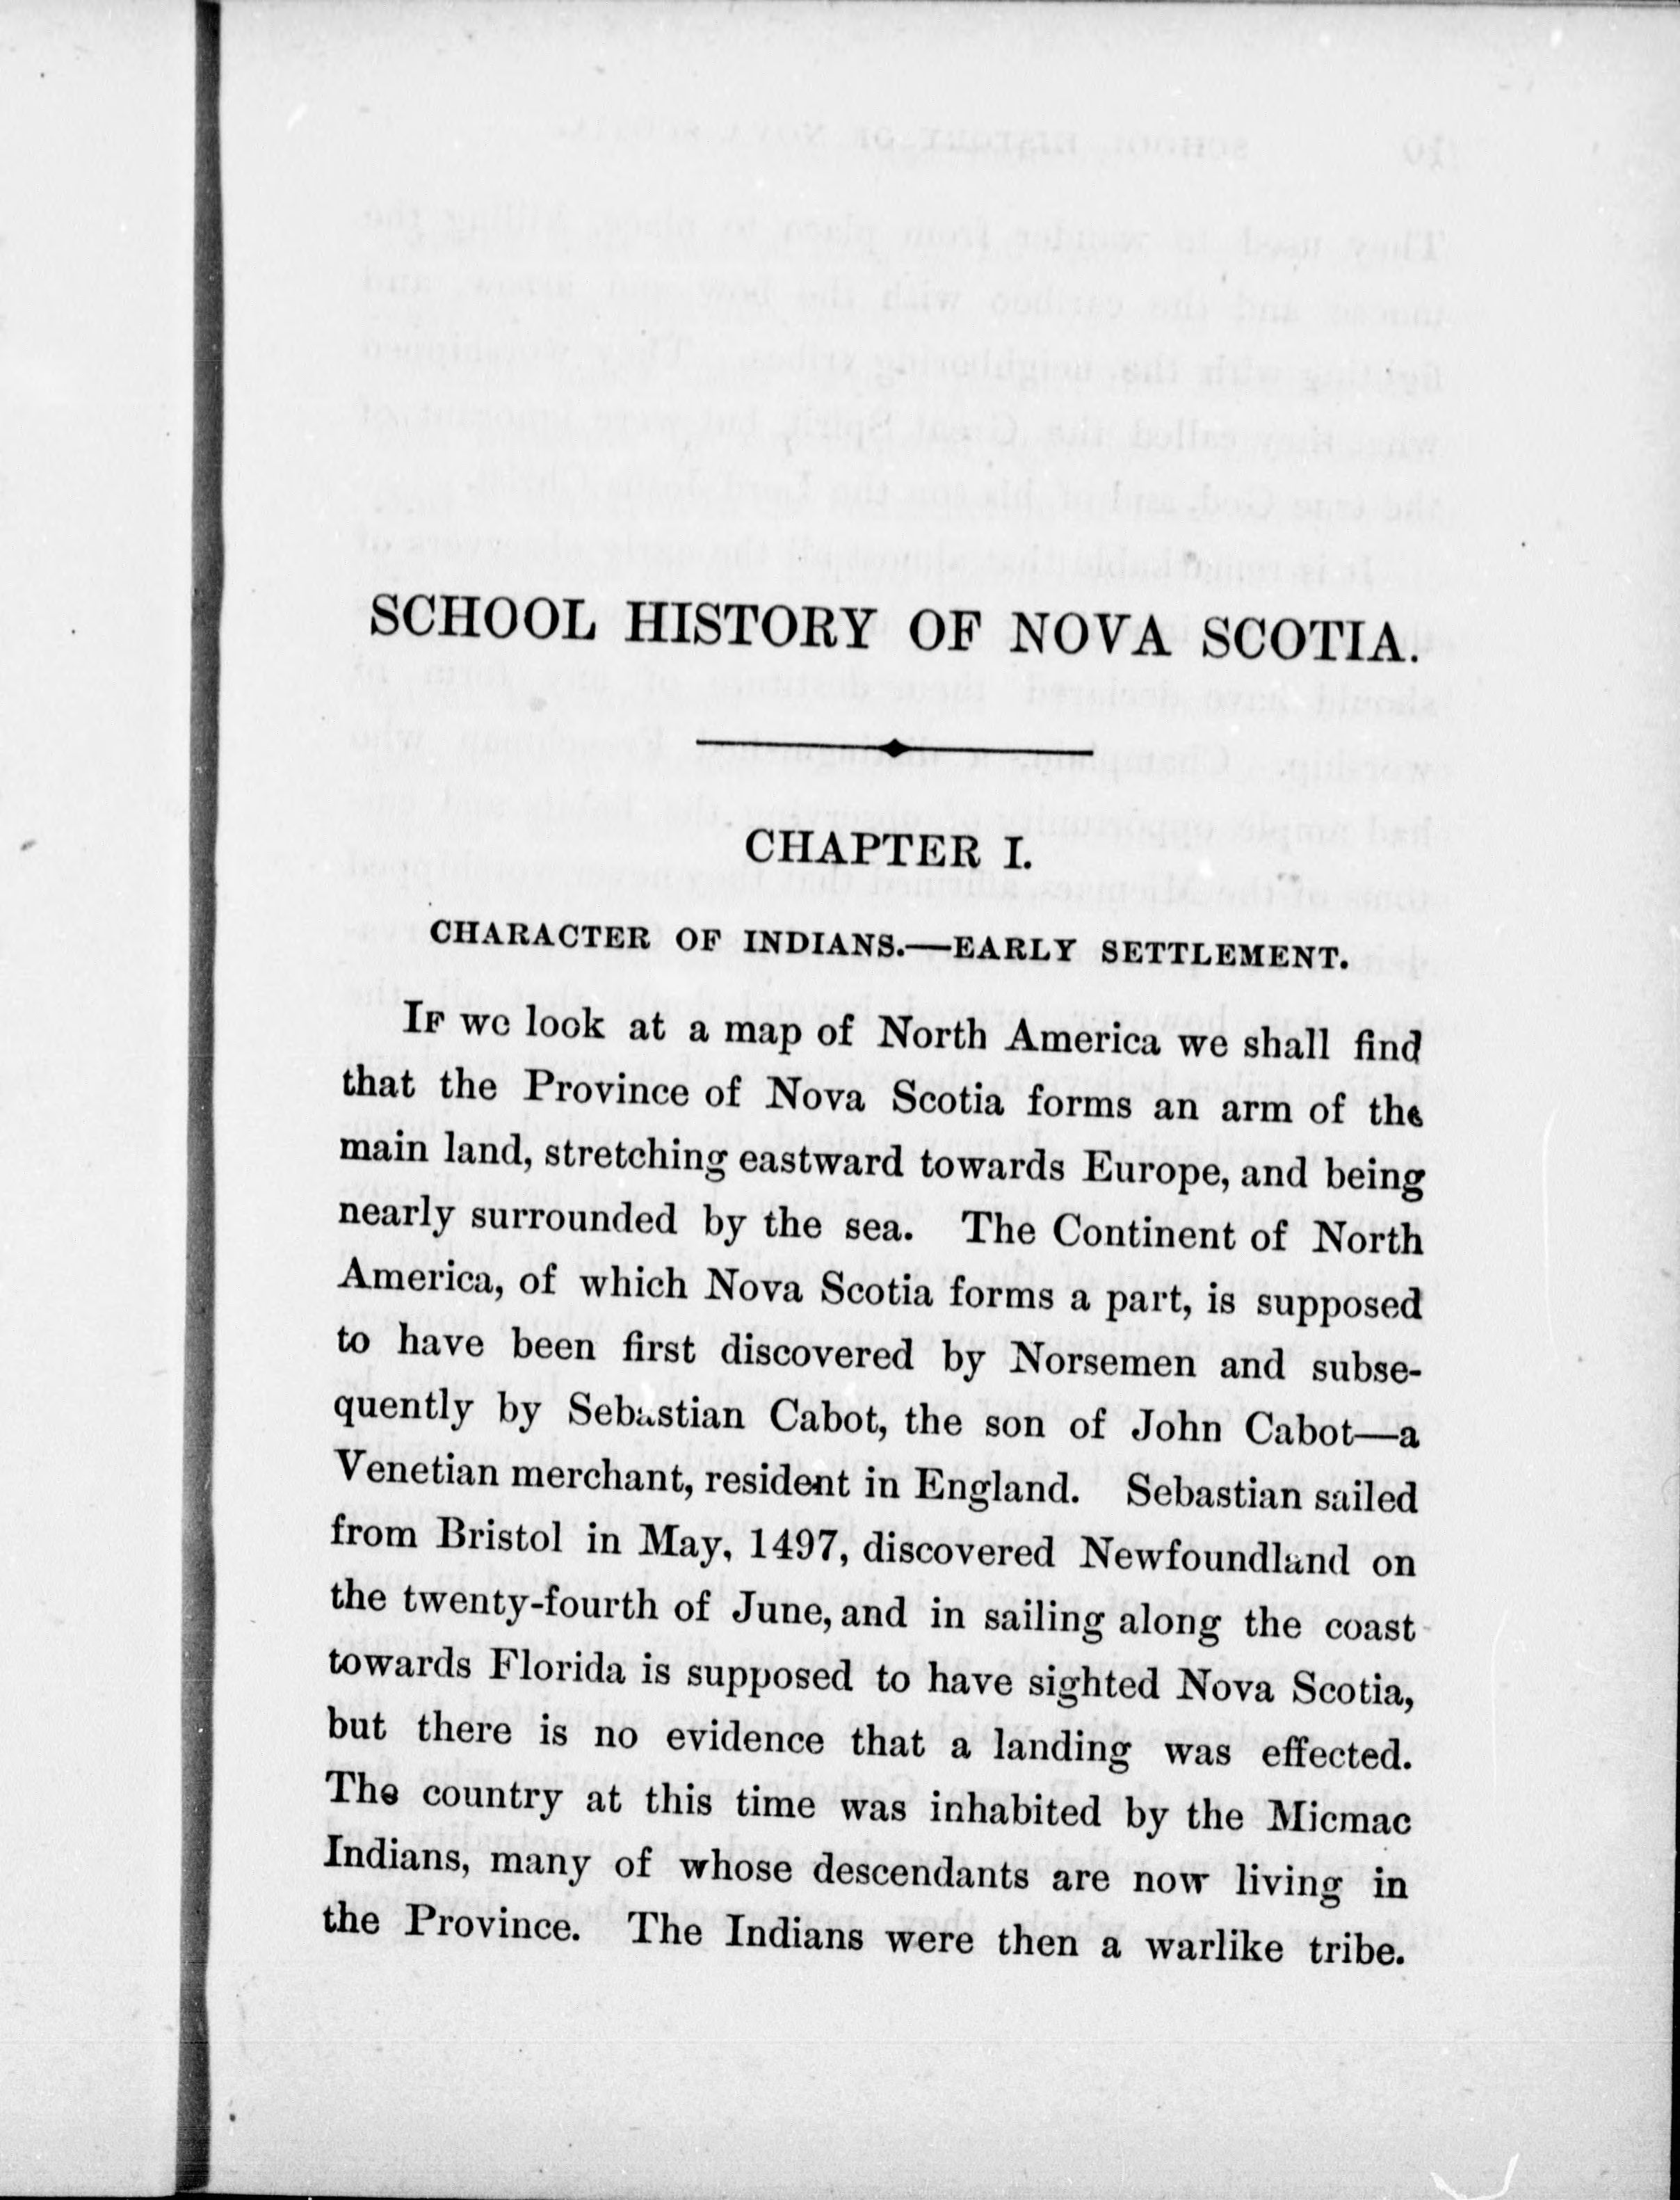 SCHOOL HISTORY OF NOVA SCOTIA.
CHAPTER I.
CHARACTER OF INDIANS.—EARLY SETTLEMENT.
IF we look at a map of North America we shall find
that the Province of Nova Scotia forms an arm of the
main land, stretching eastward towards Europe, and being
nearly surrounded by the sea. The Continent of North
America, of which Nova Scotia forms a part, is supposed
to have been first discovered by Norsemen and subse-
quently by Sebastian Cabot, the son of John Cabot—a
Venetian merchant, resident in England. Sebastian sailed
from Bristol in May, 1497, discovered Newfoundland on
the twenty-fourth of June, and in sailing along the coast
towards Florida is supposed to have sighted Nova Scotia,
but there is no evidence that a landing was effected.
The country at this time was inhabited by the Micmac
Indians, many of whose descendants are now living in
the Province. The Indians were then a warlike tribe.